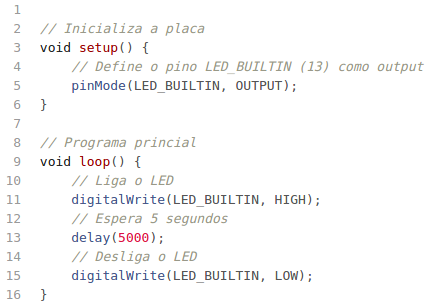 1
2 // Inicializa a placa
3 void setup() {
4     // Define o pino LED_BUILTIN (13) como output
5     pinMode(LED_BUILTIN, OUTPUT);
6 }
7
8 // Programa princial
9 void loop() {
10     // Liga o LED
11     digitalWrite(LED_BUILTIN, HIGH);
12     // Espera 5 segundos
13     delay(5000);
14     // Desliga o LED
15     digitalWrite(LED_BUILTIN, LOW);
16 }